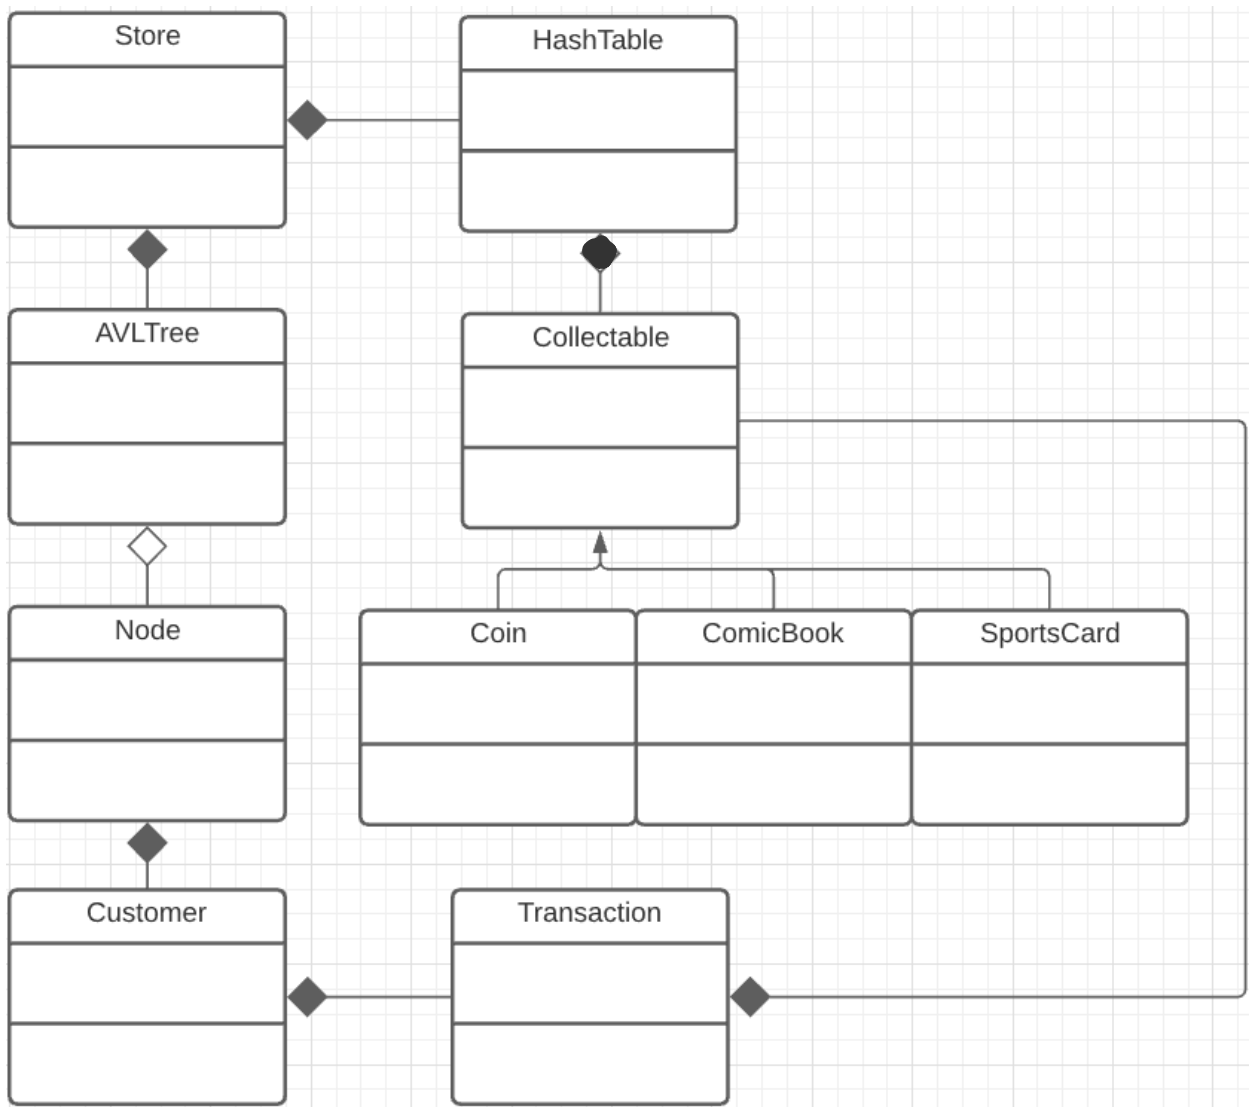 Store
HashTable
AVLTree
Collectable
Node
Coin
ComicBook
SportsCard
Customer
Transaction